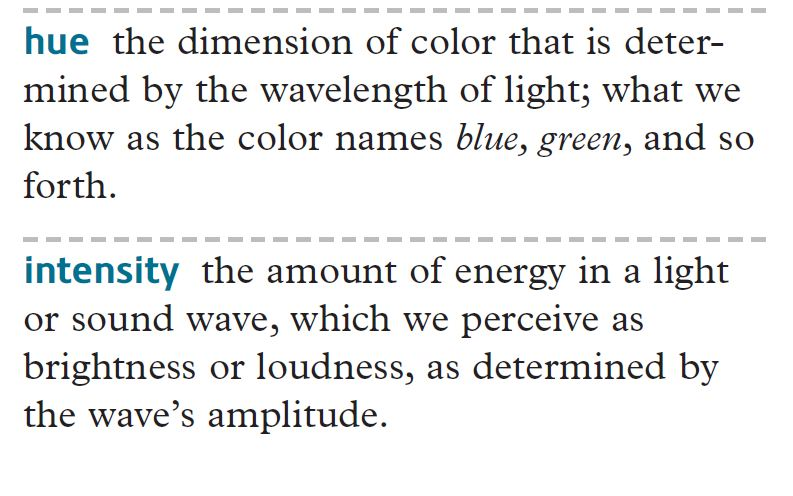 hue the dimension of color that is deter-
mined by the wavelength of light; what we
know as the color names blue, green, and so
forth.
intensity the amount of energy in a light
or sound wave, which we perceive as
brightness or loudness, as determined by
the wave’s amplitude.